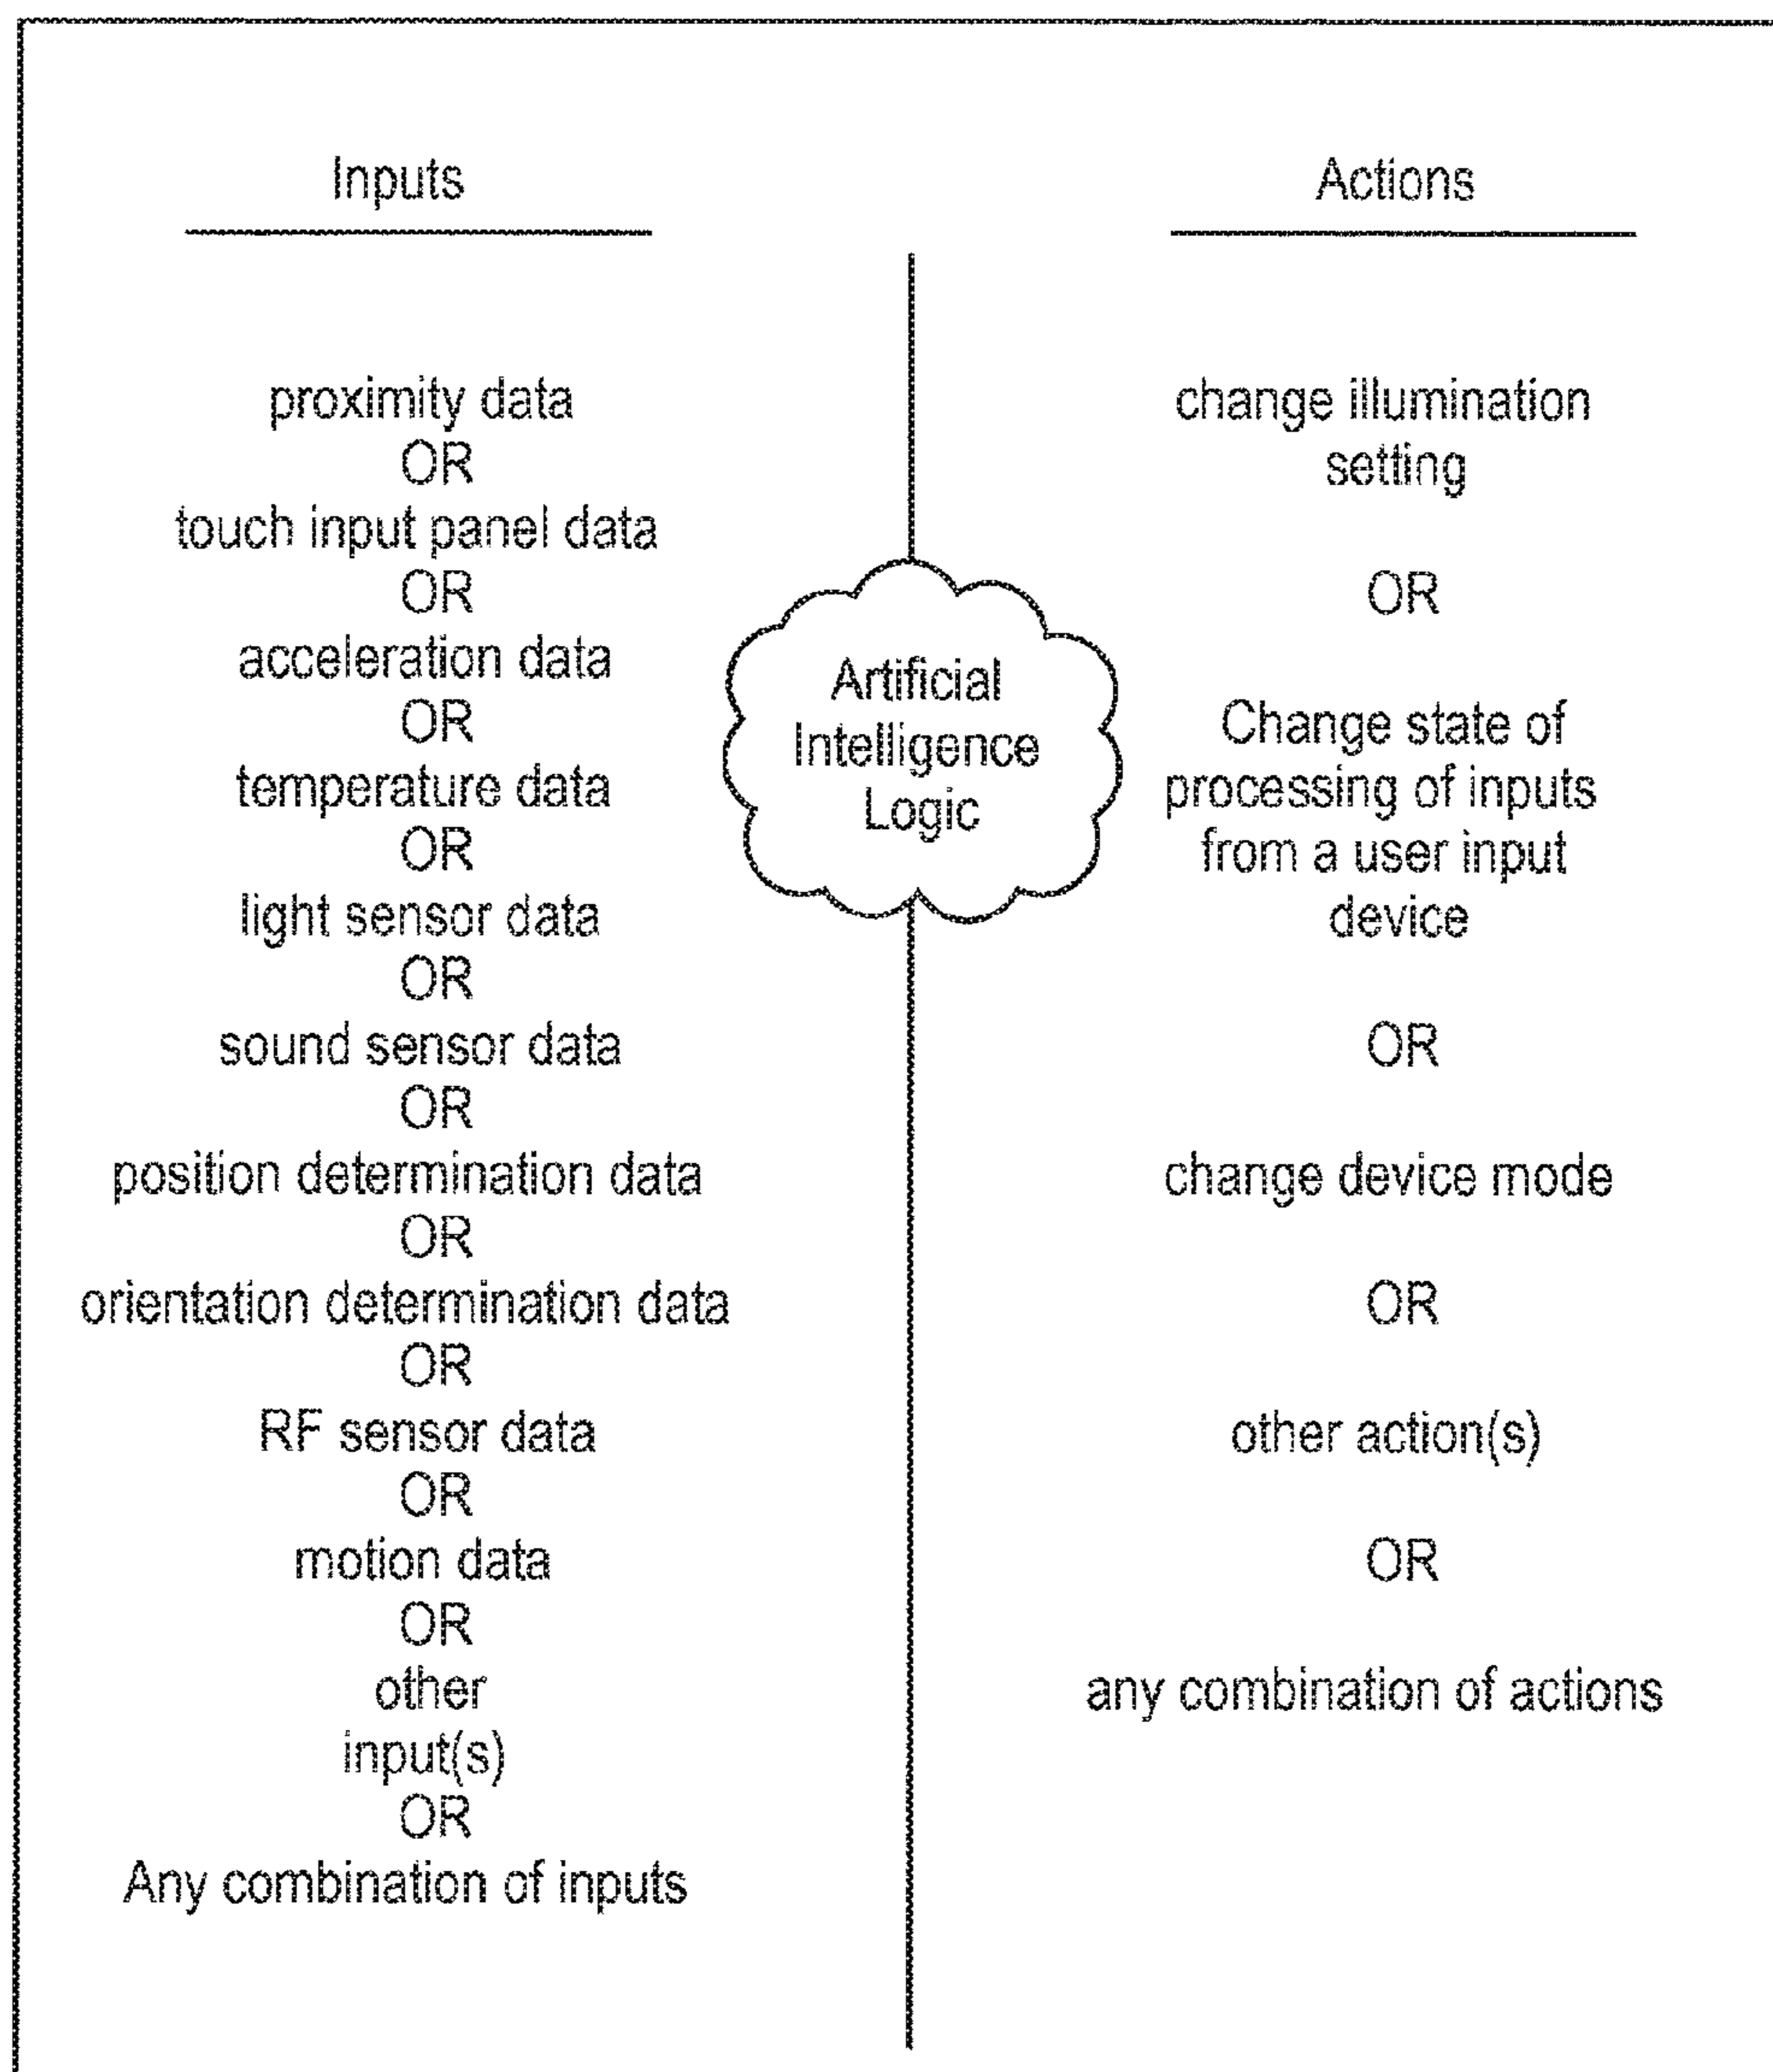 Inputs
proximity data
OR
touch input panel data
OR
acceleration data
OR
temperature data
OR
light sensor data
OR
sound sensor data
OR
position determination data
OR
orientation determination data
OR
RF sensor data
OR
motion data
OR
other
input(s)
OR
Any combination of inputs
Artificial
Intelligence
Logic
Actions
change illumination
setting
OR
Change state of
processing of inputs
from a user input
device
OR
change device mode
OR
other action(s)
OR
any combination of actions